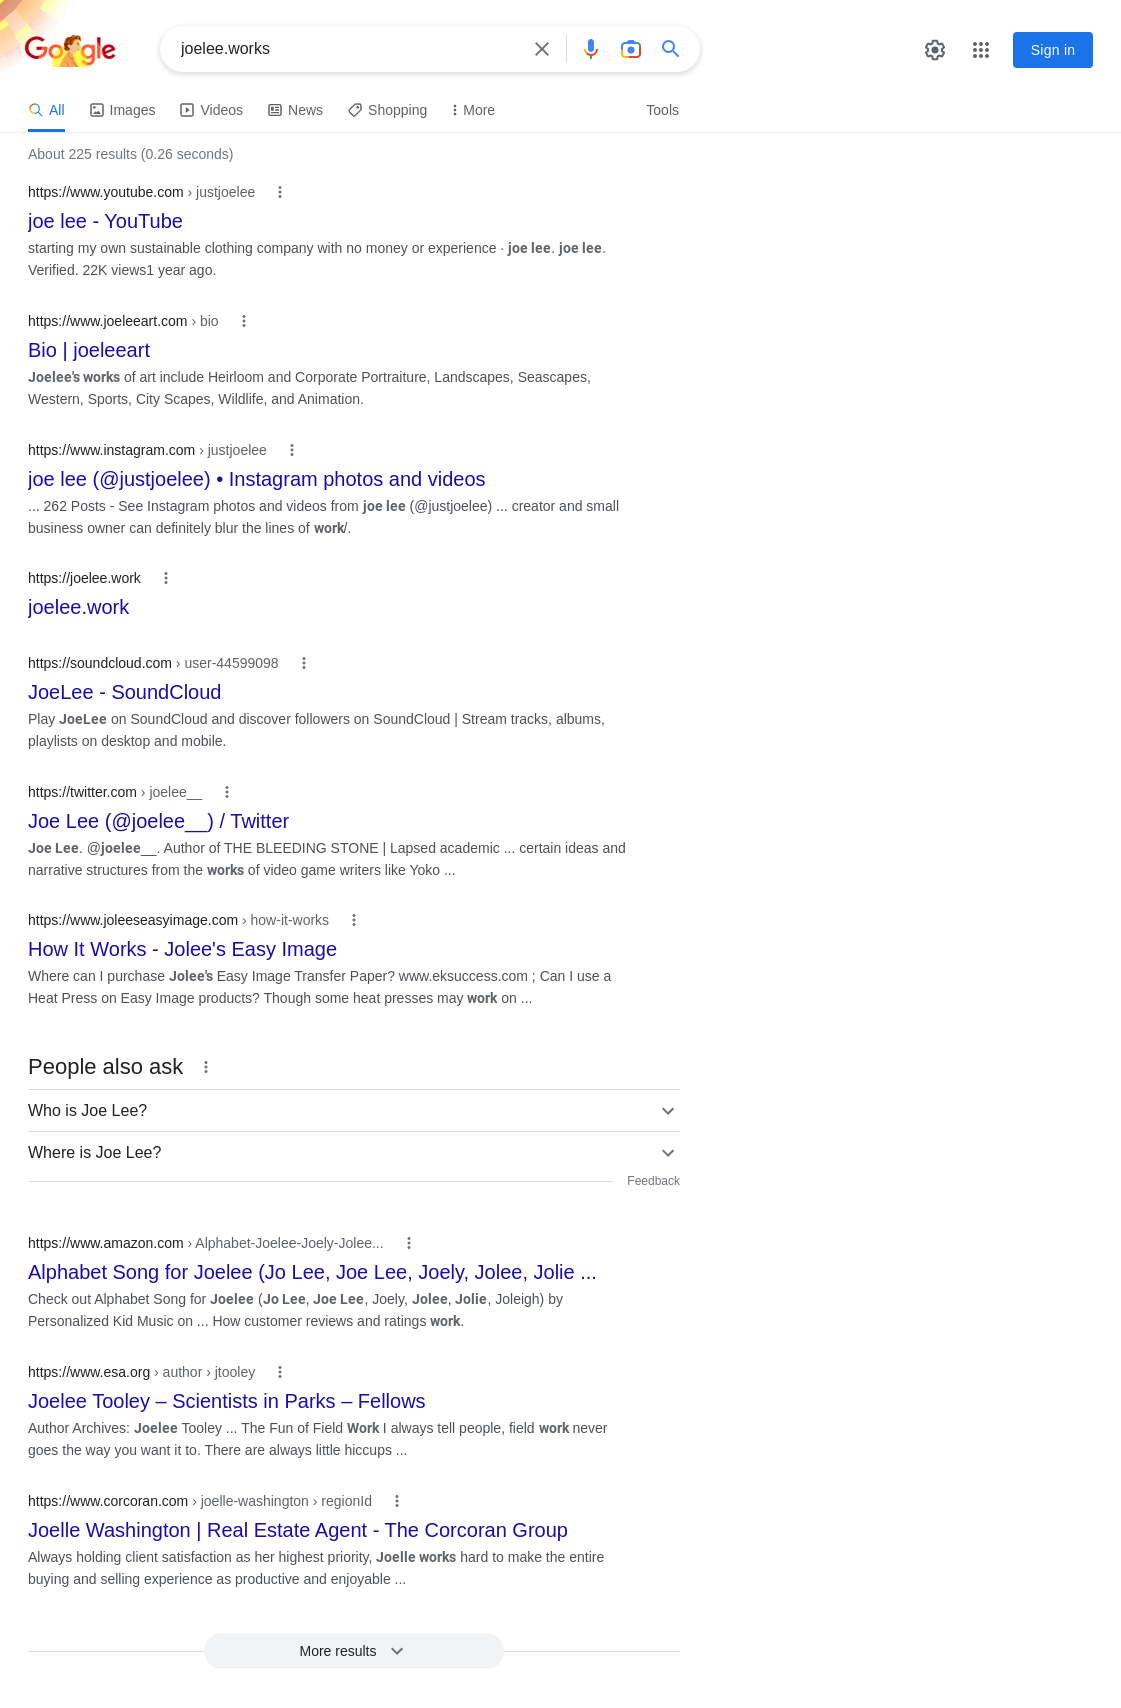 Google
joelee.works
Sign in
All
Images
Videos
News
Shopping
More
Tools
About 225 results (0.26 seconds)
https://www.youtube.com › justjoelee
joe lee - YouTube
starting my own sustainable clothing company with no money or experience · joe lee. joe lee.
Verified. 22K views1 year ago.
https://www.joeleeart.com › bio
Bio | joeleeart
Joelee's works of art include Heirloom and Corporate Portraiture, Landscapes, Seascapes,
Western, Sports, City Scapes, Wildlife, and Animation.
https://www.instagram.com › justjoelee
joe lee (@justjoelee) • Instagram photos and videos
... 262 Posts - See Instagram photos and videos from joe lee (@justjoelee) ... creator and small
business owner can definitely blur the lines of work/.
https://joelee.work
joelee.work
https://soundcloud.com › user-44599098
JoeLee - SoundCloud
Play JoeLee on SoundCloud and discover followers on SoundCloud | Stream tracks, albums,
playlists on desktop and mobile.
https://twitter.com › joelee__
Joe Lee (@joelee__) / Twitter
Joe Lee. @joelee__. Author of THE BLEEDING STONE | Lapsed academic ... certain ideas and
narrative structures from the works of video game writers like Yoko ...
https://www.joleeseasyimage.com › how-it-works
How It Works - Jolee's Easy Image
Where can I purchase Jolee's Easy Image Transfer Paper? www.eksuccess.com ; Can I use a
Heat Press on Easy Image products? Though some heat presses may work on ...
People also ask
Who is Joe Lee?
Where is Joe Lee?
Feedback
https://www.amazon.com › Alphabet-Joelee-Joely-Jolee...
Alphabet Song for Joelee (Jo Lee, Joe Lee, Joely, Jolee, Jolie ...
Check out Alphabet Song for Joelee (Jo Lee, Joe Lee, Joely, Jolee, Jolie, Joleigh) by
Personalized Kid Music on ... How customer reviews and ratings work.
https://www.esa.org › author › jtooley
Joelee Tooley – Scientists in Parks – Fellows
Author Archives: Joelee Tooley ... The Fun of Field Work I always tell people, field work never
goes the way you want it to. There are always little hiccups ...
https://www.corcoran.com › joelle-washington › regionId
Joelle Washington | Real Estate Agent - The Corcoran Group
Always holding client satisfaction as her highest priority, Joelle works hard to make the entire
buying and selling experience as productive and enjoyable ...
More results